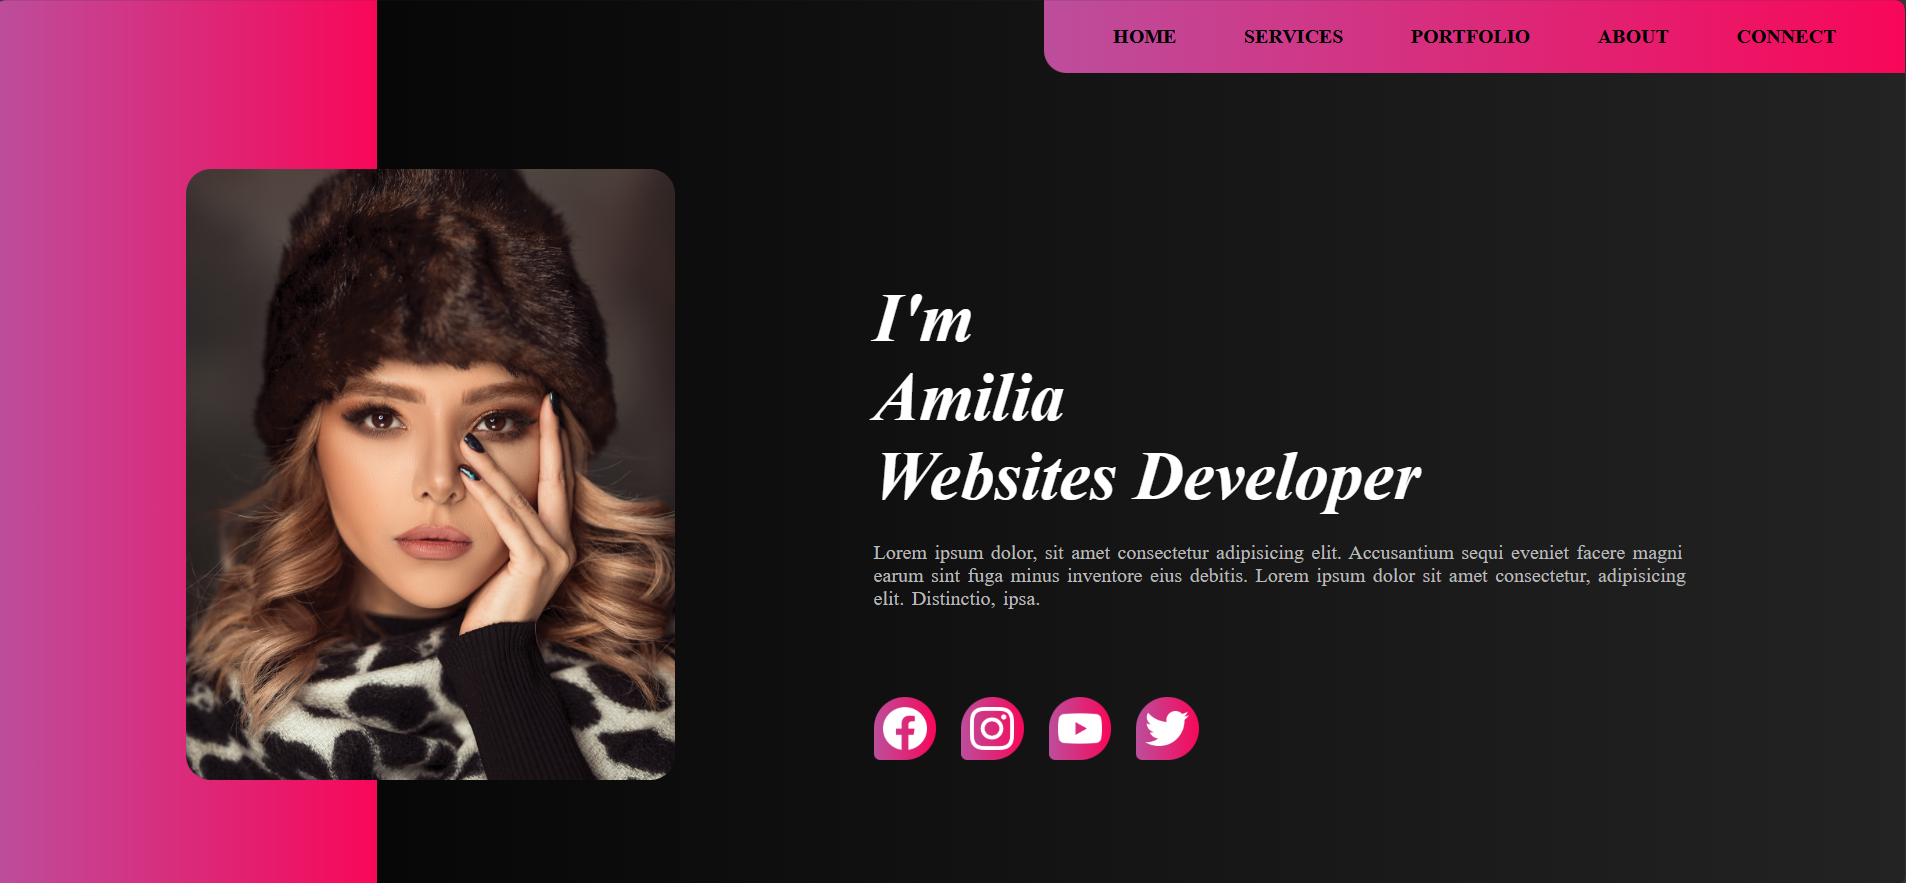 HOME SERVICES PORTFOLIO ABOUT CONNECT
I'm
Amilia
Websites Developer
Lorem ipsum dolor, sit amet consectetur adipisicing elit. Accusantium sequi eveniet facere magni
earum sint fuga minus inventore eius debitis. Lorem ipsum dolor sit amet consectetur, adipisicing
elit. Distinctio, ipsa.